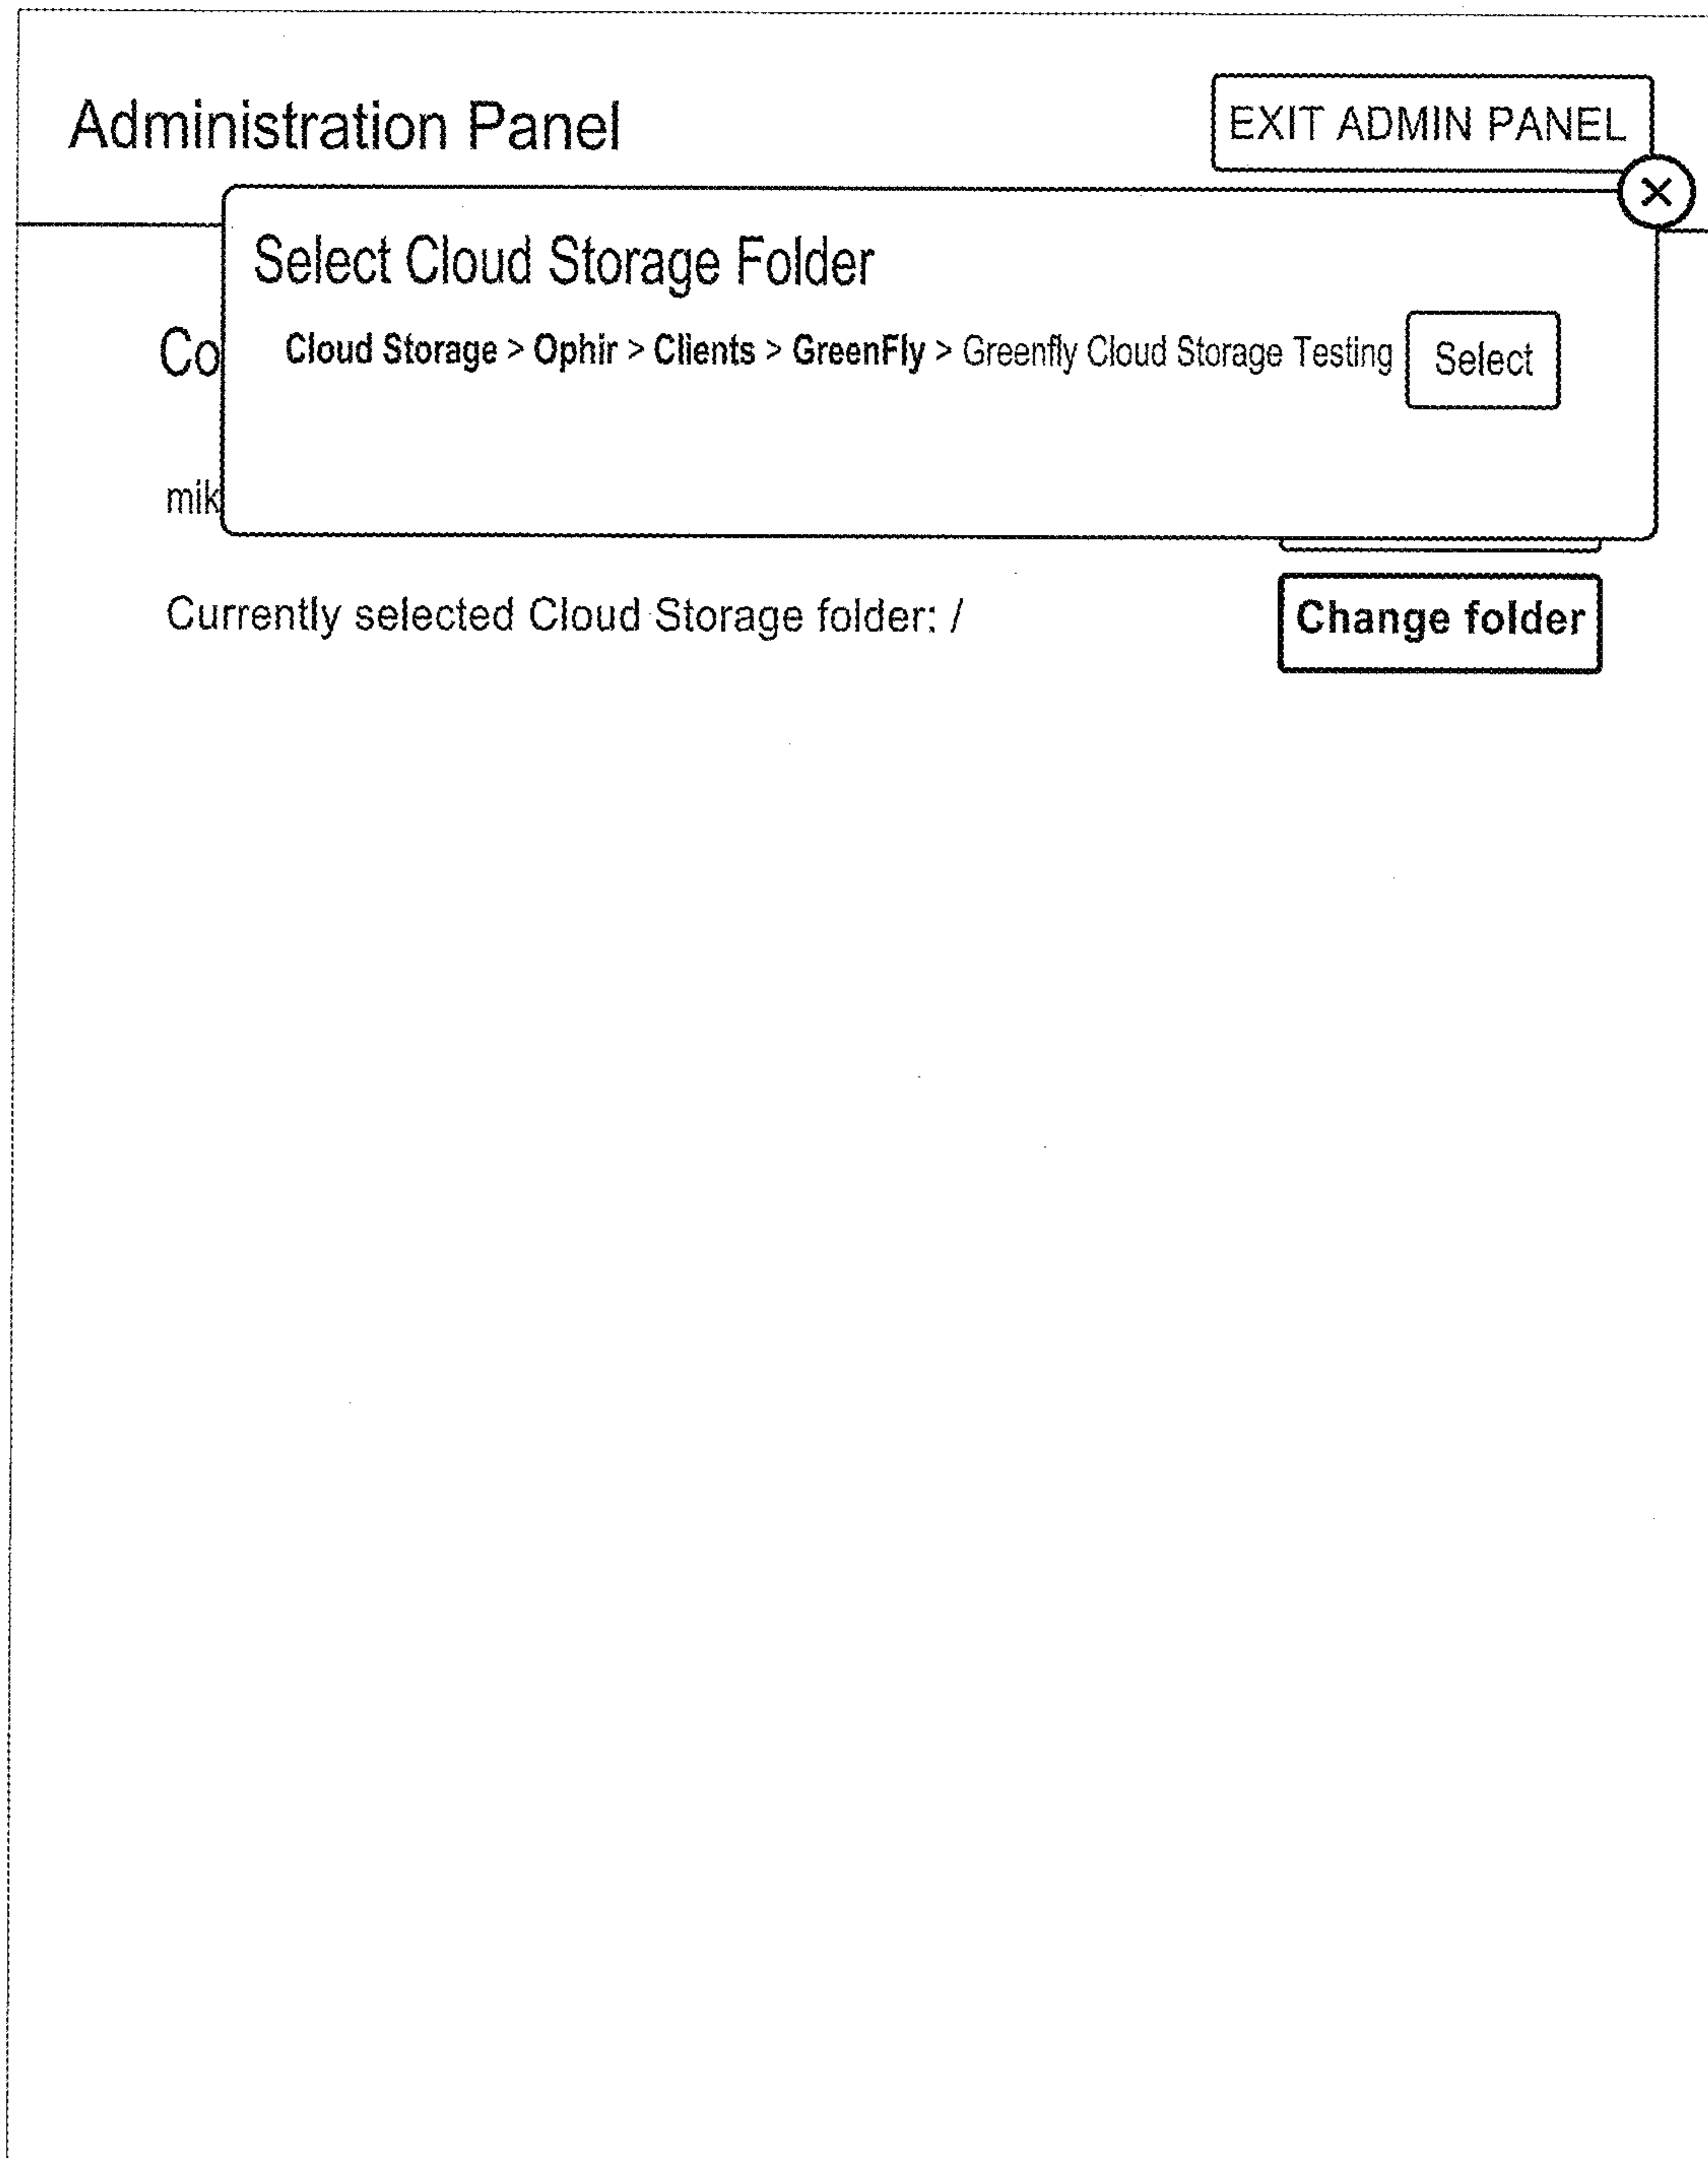 Administration Panel
EXIT ADMIN PANEL
Select Cloud Storage Folder
Co
Cloud Storage > Ophir > Clients > GreenFly > Greenfly Cloud Storage Testing
Select
mik
Currently selected Cloud Storage folder: /
Change folder